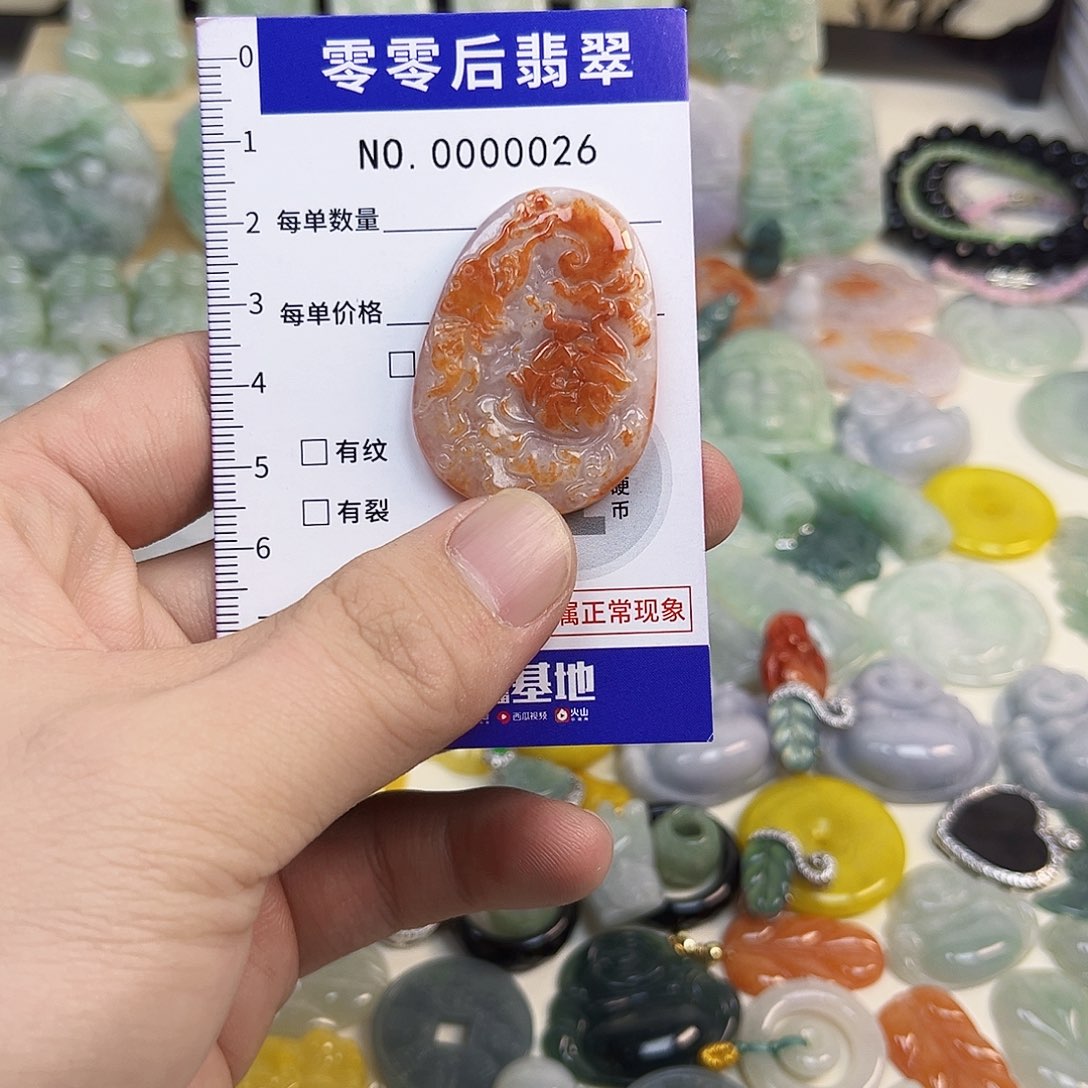 零零后翡翠
0
1
NO. 0000026
2
每单数量
3
每单价格
4
5
有纹
有裂
硬
币
6
属正常现象
基地
西瓜视频
火山